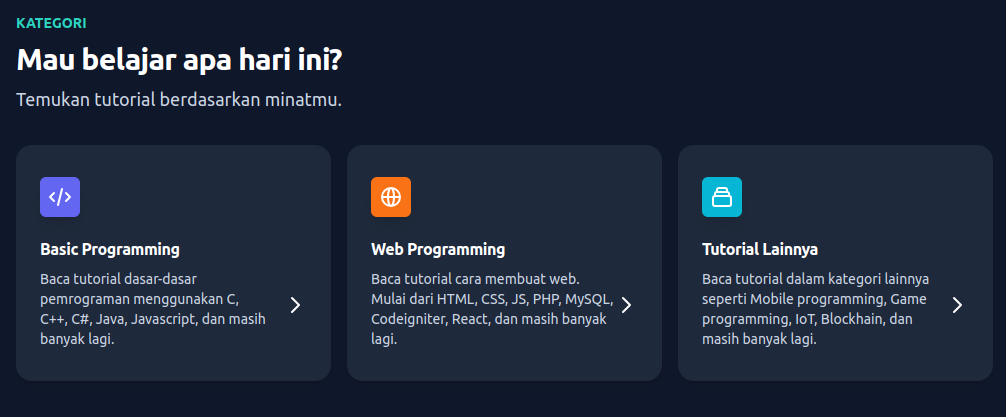 KATEGORI
Mau belajar apa hari ini?
Temukan tutorial berdasarkan minatmu.
Basic Programming
Baca tutorial dasar-dasar
pemrograman menggunakan C,
C++, C#, Java, Javascript, dan masih
banyak lagi.
Web Programming
Baca tutorial cara membuat web.
Mulai dari HTML, CSS, JS, PHP, MySQL,
Codeigniter, React, dan masih banyak
lagi.
Tutorial Lainnya
Baca tutorial dalam kategori lainnya
seperti Mobile programming, Game
programming, IoT, Blockhain, dan
masih banyak lagi.